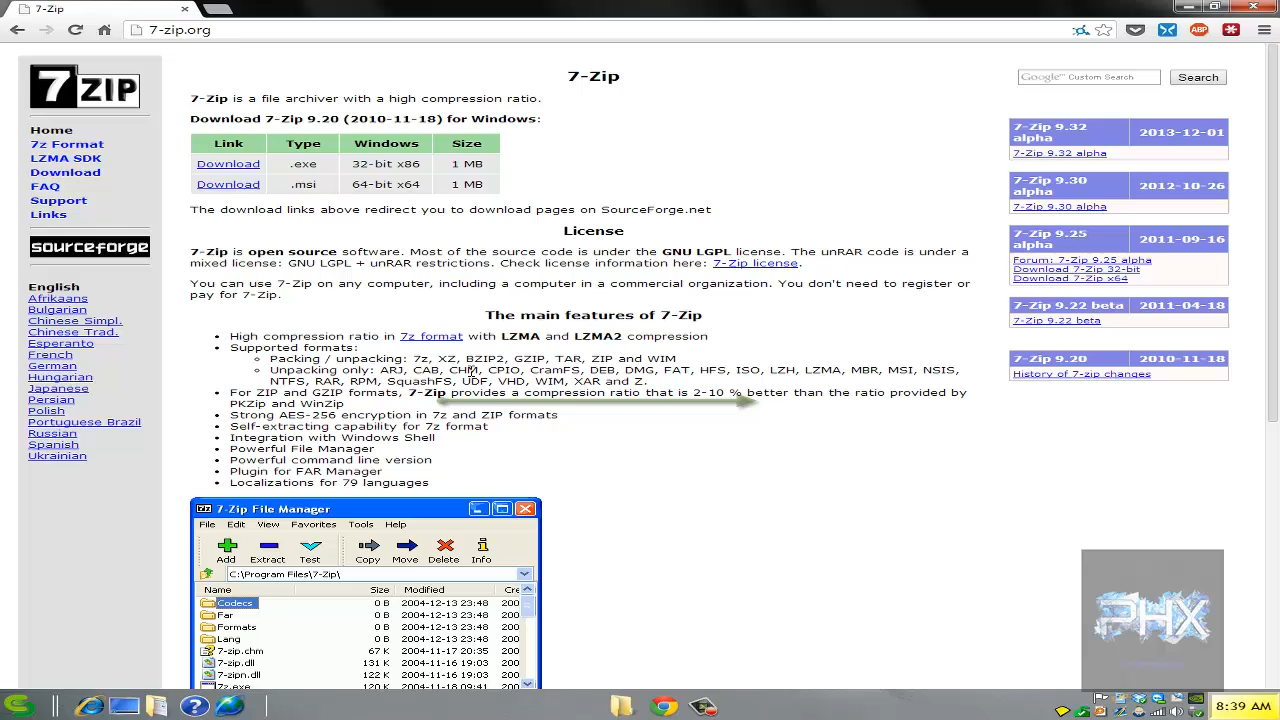 7-Zip
7-zip.org
7 ZIP
Home
7z Format
LZMA SDK
Download
FAQ
Support
Links
sourceforge
English
Afrikaans
Bulgarian
Chinese Simpl.
Chinese Trad.
Esperanto
French
German
Hungarian
Japanese
Persian
Polish
Portuguese Brazil
Russian
Spanish
Ukrainian
7-Zip
7-Zip is a file archiver with a high compression ratio.
Download 7-Zip 9.20 (2010-11-18) for Windows:
Link Type Windows Size
Download .exe 32-bit x86 1 MB
Download .msi 64-bit x64 1 MB
The download links redirect you to download pages on SourceForge.net
License
7-Zip is open source software. Most of the source code is under the GNU LGPL license. The unRAR code is under a
mixed license: GNU LGPL + unRAR restrictions. Check license information here: 7-Zip license.
You can use 7-Zip on any computer, including a computer in a commercial organization. You don't need to register or
pay for 7-Zip.
The main features of 7-Zip
High compression ratio in 7z format with LZMA and LZMA2 compression
Supported formats:
Packing / unpacking: 7z, XZ, BZIP2, GZIP, TAR, ZIP and WIM
Unpacking only: ARJ, CAB, CHM, CPIO, CramFS, DEB, DMG, FAT, HFS, ISO, LZH, LZMA, MBR, MSI, NSIS,
NTFS, RAR, RPM, SquashFS, UDF, VHD, WIM, XAR and Z.
For ZIP and GZIP formats, 7-Zip provides a compression ratio that is 2-10 % better than the ratio provided by
PKZip and WinZip
Strong AES-256 encryption in 7z and ZIP formats
Self-extracting capability for 7z format
Integration with Windows Shell
Powerful File Manager
Powerful command line version
Plugin for FAR Manager
Localizations for 79 languages
7-Zip File Manager
File Edit View Favorites Tools Help
Add Extract Test Copy Move Delete Info
C:\Program Files\7-Zip\
Name Size Modified Cre
Codecs 0 B 2004-12-13 23:48 200
Far 0 B 2004-12-13 23:48 200
Formats 0 B 2004-12-13 23:48 200
Lang 0 B 2004-12-13 23:48 200
7-zip.chm 67 K 2004-11-17 20:35 200
7-zip.dll 131 K 2004-11-16 19:03 200
7-zipn.dll 122 K 2004-11-16 19:03 200
7z.exe 120 K 2004-11-16 09:41 200
Google Custom Search
Search
7-Zip 9.32 alpha 2013-12-01
7-Zip 9.32 alpha
7-Zip 9.30 alpha 2012-10-26
7-Zip 9.30 alpha
7-Zip 9.25 alpha 2011-09-16
Forum: 7-Zip 9.25 alpha
Download 7-Zip 32-bit
Download 7-Zip x64
7-Zip 9.22 beta 2011-04-18
7-Zip 9.22 beta
7-Zip 9.20 2010-11-18
History of 7-zip changes
ABP
PHX
8:39 AM